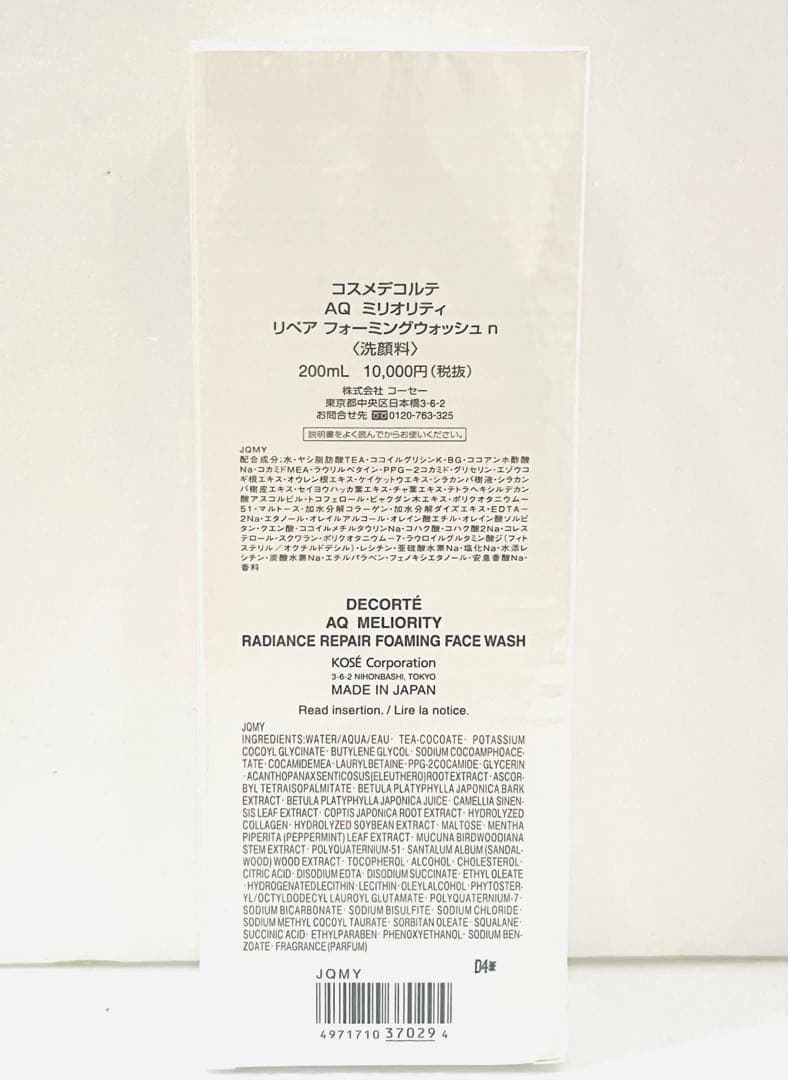 コスメデコルテ
AQ ミリオリティ
リペア フォーミングウォッシュ n
〈洗顔料〉
200mL 10,000円(税抜)
株式会社 コーセー
東京都中央区日本橋3-6-2
お問合せ先 0120-763-325
説明書をよく読んでからお使いください。
JQMY
配合成分:水・ヤシ脂肪酸TEA・ココイルグリシンK・BG・ココアンホ酢酸
Na・コカミドMEA・ラウリルベタイン・PPG-2コカミド・グリセリン・エゾウコ
ギ根エキス・オウレン根エキス・ケイケットウエキス・シラカンバ樹液・シラカン
バ樹皮エキス・セイヨウハッカ葉エキス・チャ葉エキス・テトラヘキシルデカン
酸アスコルビル・トコフェロール・ビャクダン木エキス・ポリクオタニウム-
51・マルトース・加水分解コラーゲン・加水分解ダイズエキス・EDTA-
2Na・エタノール・オレイルアルコール・オレイン酸エチル・オレイン酸ソルビ
タン・クエン酸・ココイルメチルタウリンNa・コハク酸・コハク酸2Na・コレス
テロール・スクワラン・ポリクオタニウム-7・ラウロイルグルタミン酸ジ(フィト
ステリル/オクチルドデシル)・レシチン・亜硫酸水素Na・塩化Na・水添レ
シチン・炭酸水素Na・エチルパラベン・フェノキシエタノール・安息香酸Na・
香料
DECORTÉ
AQ MELIORITY
RADIANCE REPAIR FOAMING FACE WASH
KOSÉ Corporation
3-6-2 NIHONBASHI, TOKYO
MADE IN JAPAN
Read insertion. / Lire la notice.
JQMY
INGREDIENTS:WATER/AQUA/EAU· TEA-COCOATE· POTASSIUM
COCOYL GLYCINATE· BUTYLENE GLYCOL· SODIUM COCOAMPHOACE-
TATE· COCAMIDE MEA· LAURYL BETAINE· PPG-2 COCAMIDE· GLYCERIN
· ACANTHOPANAX SENTICOSUS (ELEUTHERO) ROOT EXTRACT· ASCOR-
BYL TETRAISOPALMITATE· BETULA PLATYPHYLLA JAPONICA BARK
EXTRACT· BETULA PLATYPHYLLA JAPONICA JUICE· CAMELLIA SINEN-
SIS LEAF EXTRACT· COPTIS JAPONICA ROOT EXTRACT· HYDROLYZED
COLLAGEN· HYDROLYZED SOYBEAN EXTRACT· MALTOSE· MENTHA
PIPERITA (PEPPERMINT) LEAF EXTRACT· MUCUNA BIRDWOODIANA
STEM EXTRACT· POLYQUATERNIUM-51· SANTALUM ALBUM (SANDAL-
WOOD) WOOD EXTRACT· TOCOPHEROL· ALCOHOL· CHOLESTEROL·
CITRIC ACID· DISODIUM EDTA· DISODIUM SUCCINATE· ETHYL OLEATE
· HYDROGENATED LECITHIN· LECITHIN· OLEYL ALCOHOL· PHYTOSTER-
YL/OCTYLDODECYL LAUROYL GLUTAMATE· POLYQUATERNIUM-7·
SODIUM BICARBONATE· SODIUM BISULFITE· SODIUM CHLORIDE·
SODIUM METHYL COCOYL TAURATE· SORBITAN OLEATE· SQUALANE·
SUCCINIC ACID· ETHYLPARABEN· PHENOXYETHANOL· SODIUM BEN-
ZOATE· FRAGRANCE (PARFUM)
JQMY
D4
4971710 37029 4